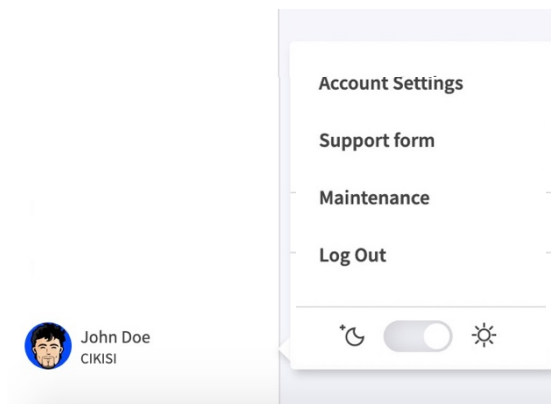 Account Settings
Support form
Maintenance
Log Out
John Doe
CIKISI